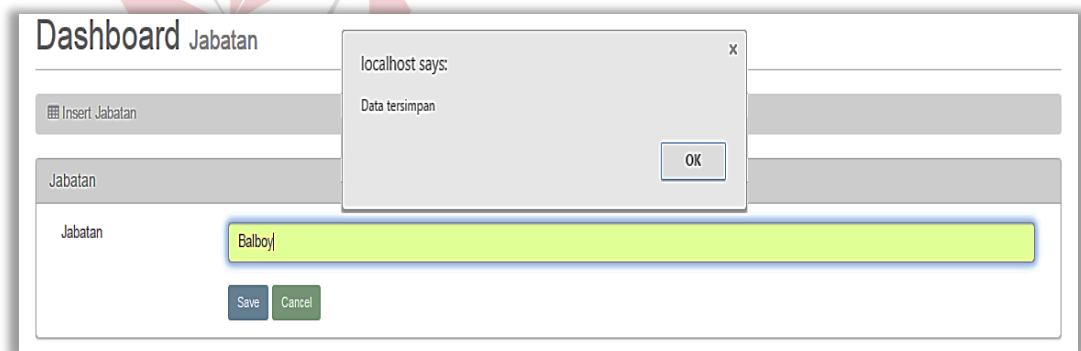 Dashboard Jabatan
localhost says:
x
Data tersimpan
OK
Insert Jabatan
Jabatan
Jabatan
Balboy
Save
Cancel